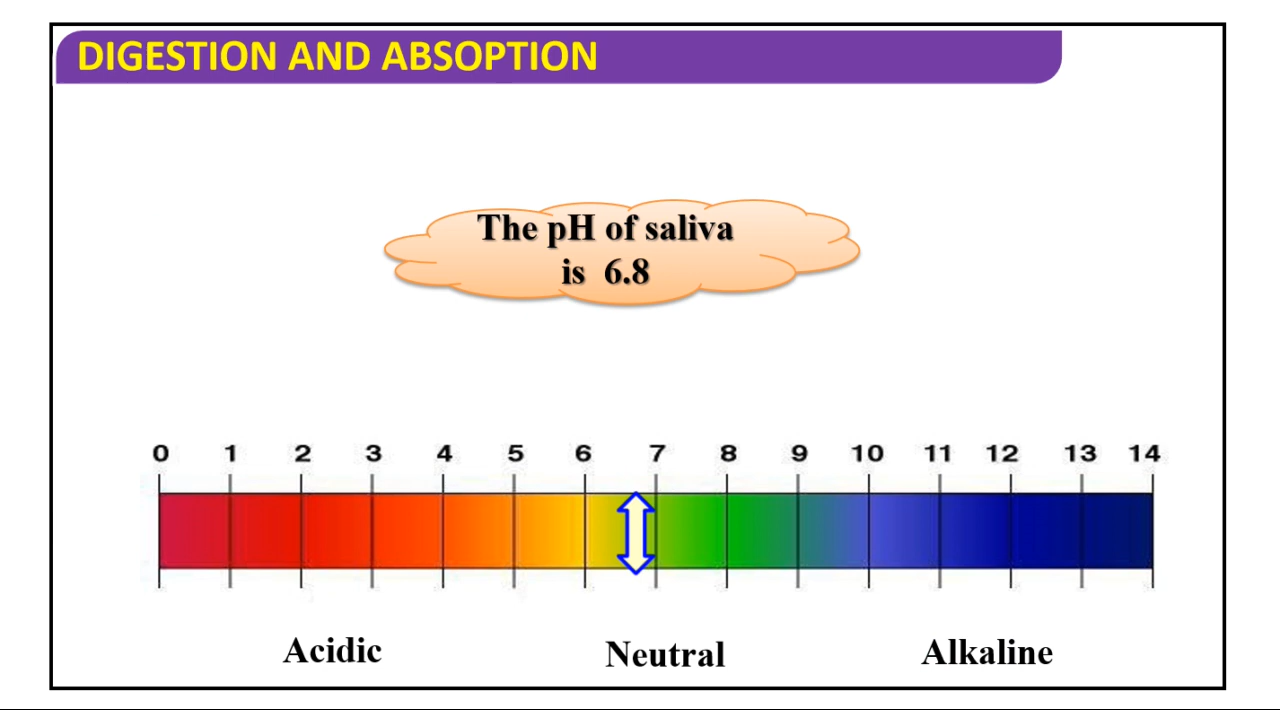 DIGESTION AND ABSOPTION
The pH of saliva
is 6.8
0 1 2 3 4 5 6 7 8 9 10 11 12 13 14
Acidic Neutral Alkaline